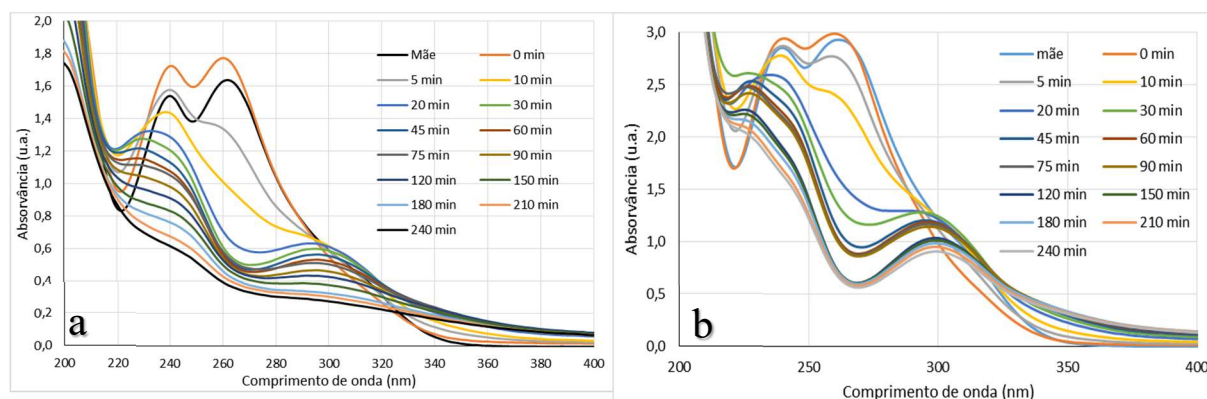 2,0
1,8
1,6
1,4
1,2
1,0
0,8
0,6
0,4
0,2
0,0
Absorvância (u.a.)
Mãe 0 min
5 min 10 min
20 min 30 min
45 min 60 min
75 min 90 min
120 min 150 min
180 min 210 min
240 min
a
200 220 240 260 280 300 320 340 360 380 400
Comprimento de onda (nm)
3,0
2,5
2,0
1,5
1,0
0,5
0,0
Absorvância (u.a.)
mãe 0 min
5 min 10 min
20 min 30 min
45 min 60 min
75 min 90 min
120 min 150 min
180 min 210 min
240 min
b
200 250 300 350 400
Comprimento de onda (nm)